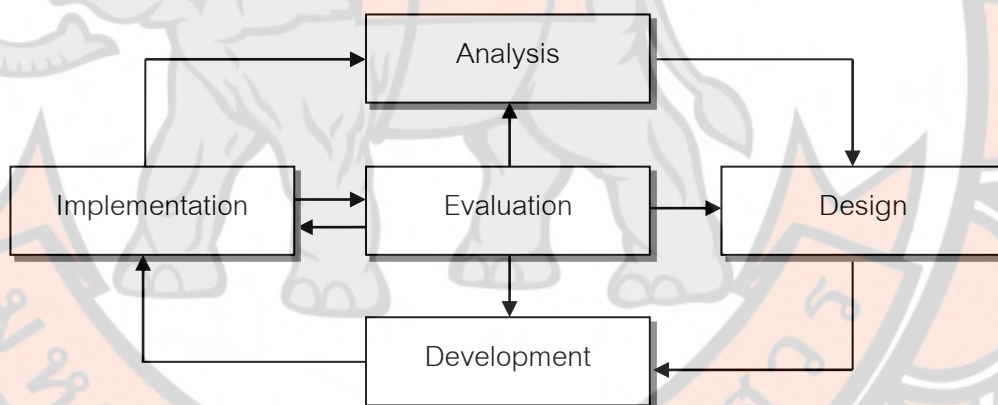 Analysis
Implementation
Evaluation
Design
Development